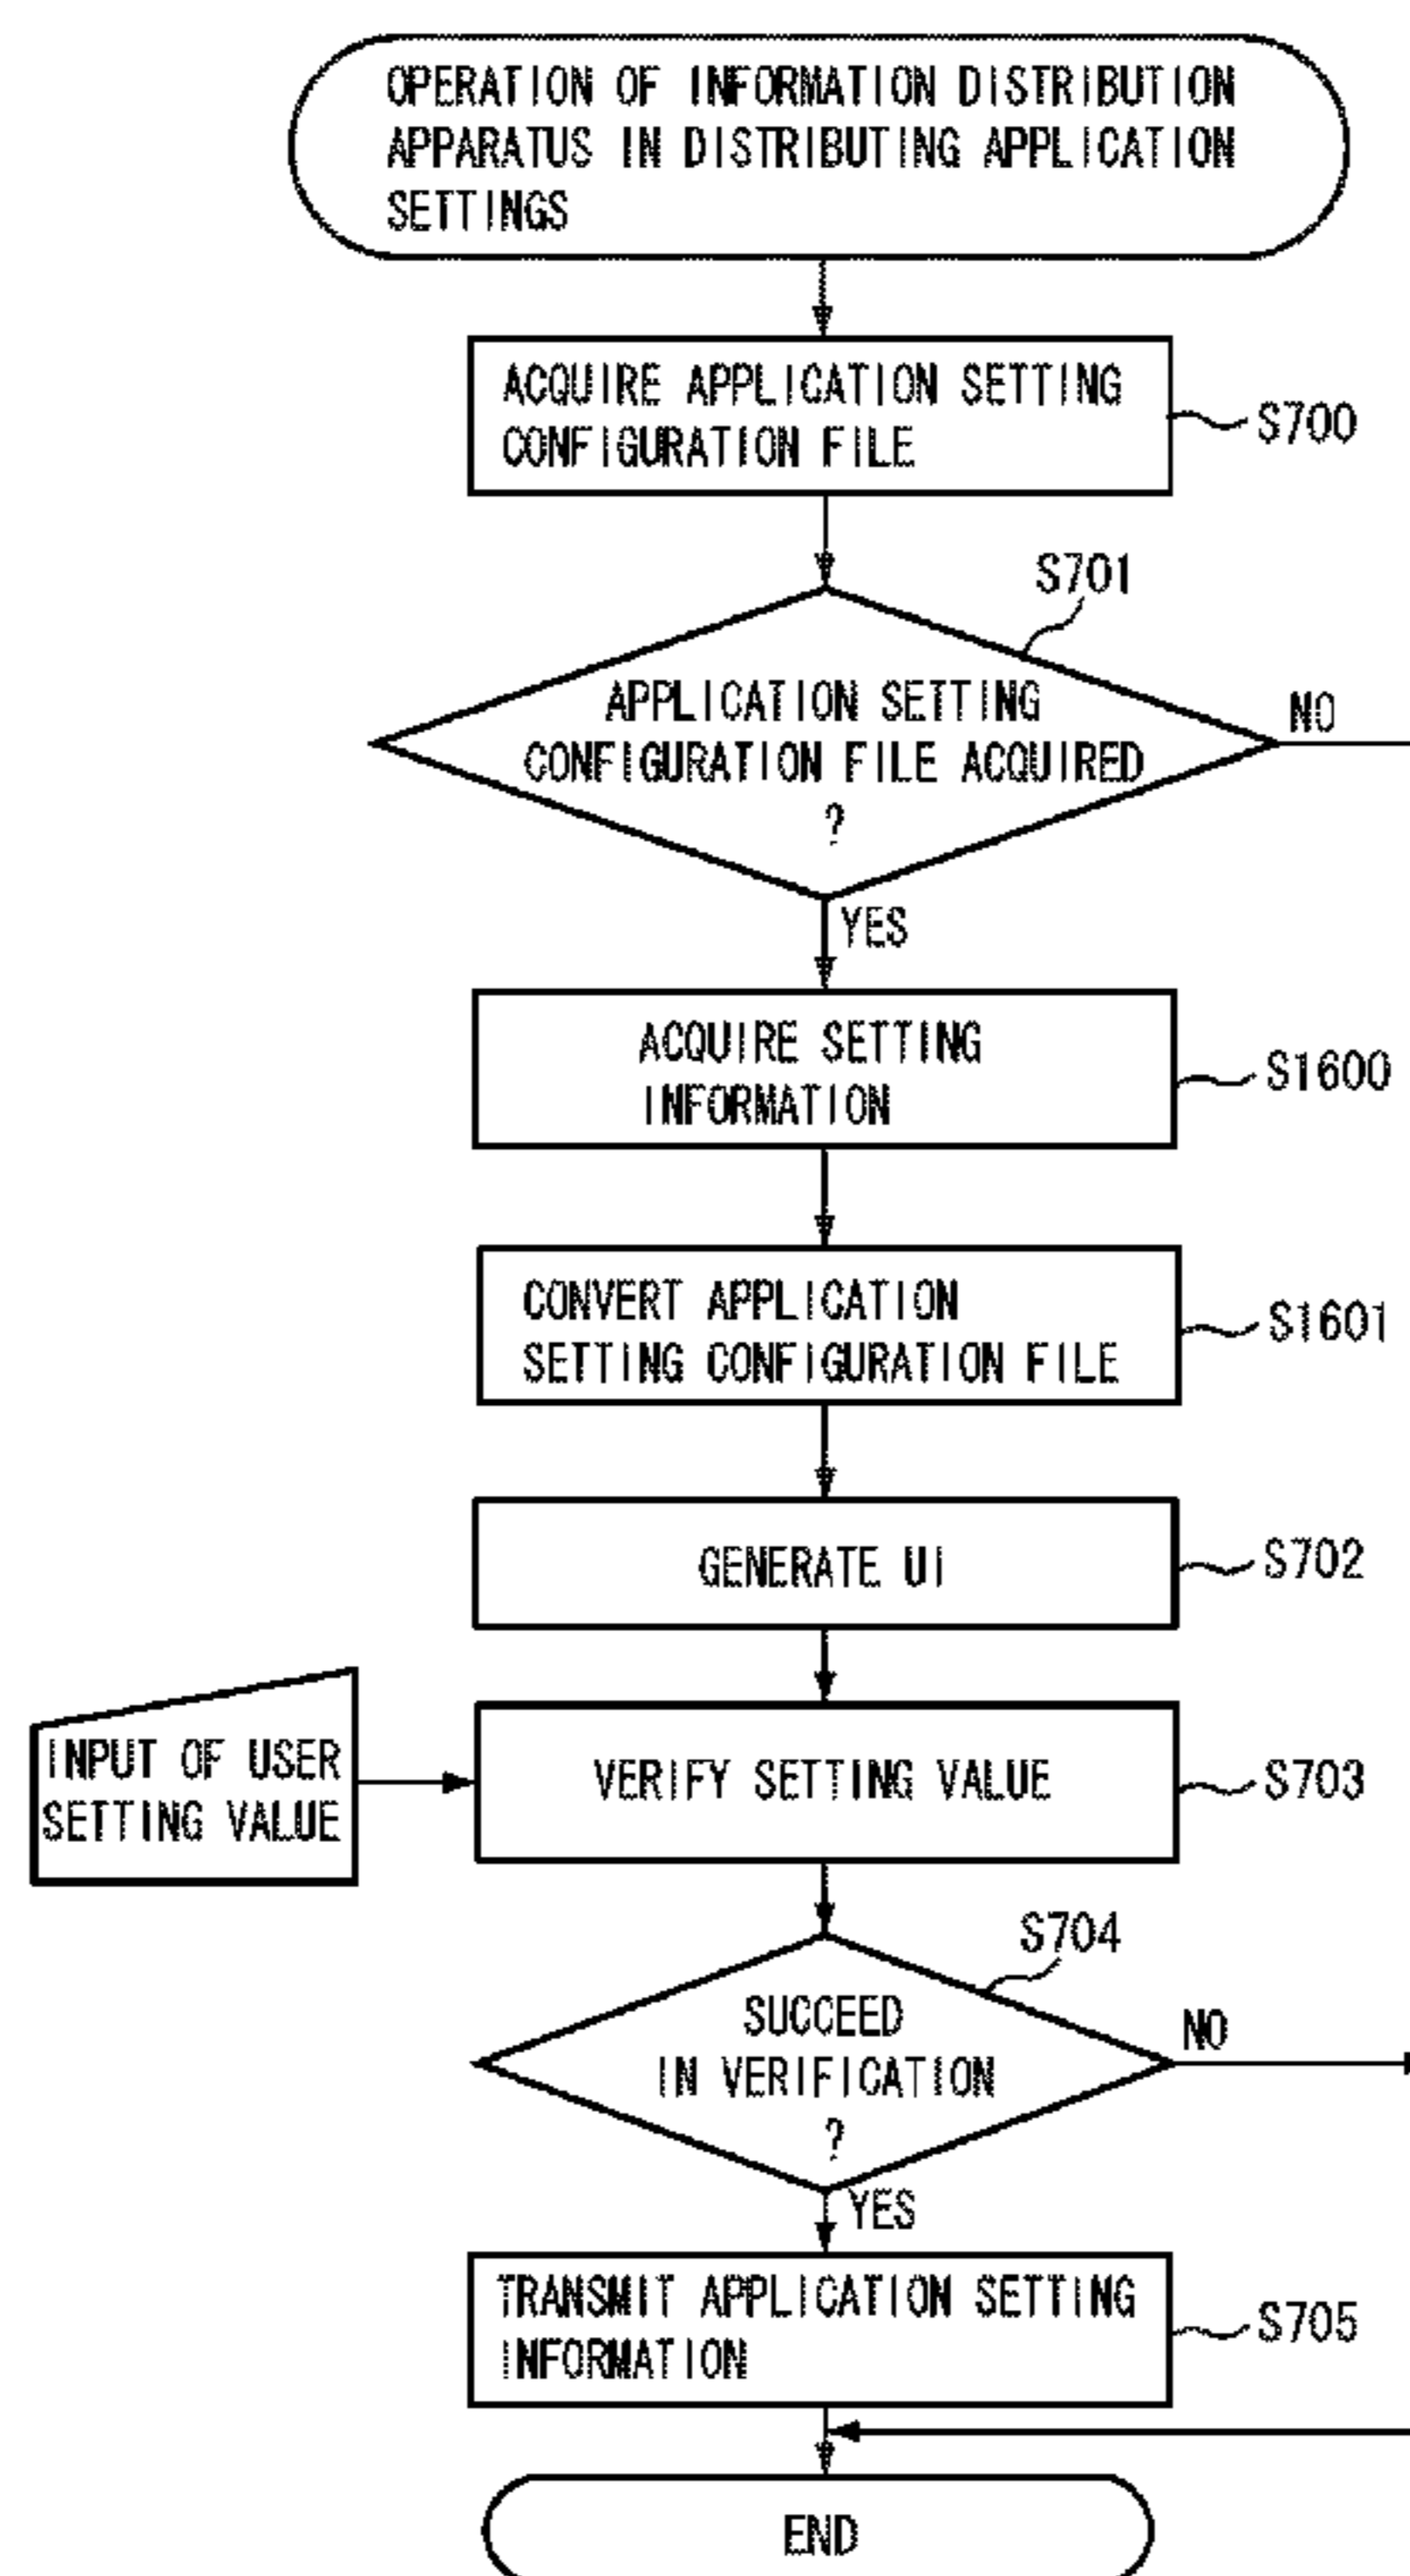 OPERATION OF INFORMATION DISTRIBUTION
APPARATUS IN DISTRIBUTING APPLICATION
SETTINGS
ACQUIRE APPLICATION SETTING
CONFIGURATION FILE
S700
S701
APPLICATION SETTING
CONFIGURATION FILE ACQUIRED
?
NO
YES
ACQUIRE SETTING
INFORMATION
S1600
CONVERT APPLICATION
SETTING CONFIGURATION FILE
S1601
GENERATE UI
S702
INPUT OF USER
SETTING VALUE
VERIFY SETTING VALUE
S703
S704
SUCCEED
IN VERIFICATION
?
NO
YES
TRANSMIT APPLICATION SETTING
INFORMATION
S705
END